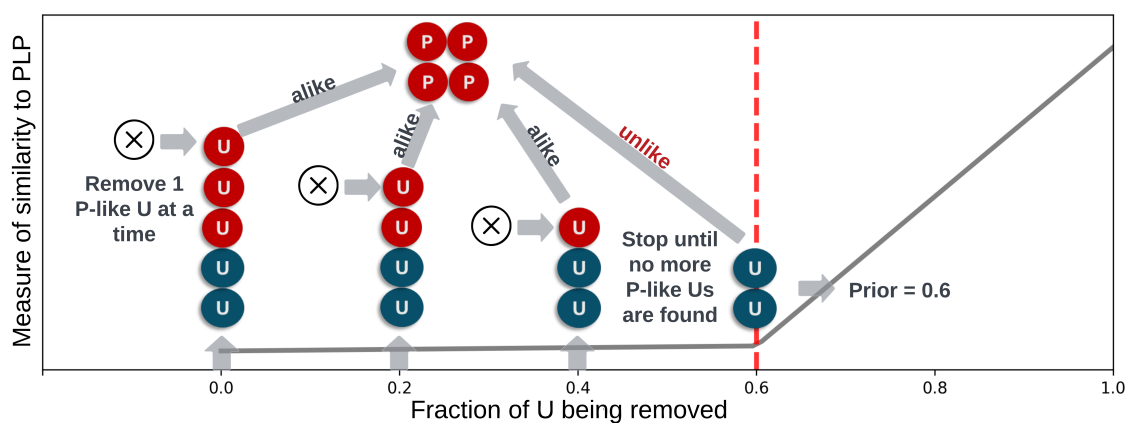 Measure of similarity to PLP
P P
P P
alike
alike
alike
unlike
Remove 1
P-like U at a
time
U
U
U
U
U
U
U
U
U
U
U
U
Stop until
no more
P-like Us
are found
U
U
Prior = 0.6
0.0 0.2 0.4 0.6 0.8 1.0
Fraction of U being removed